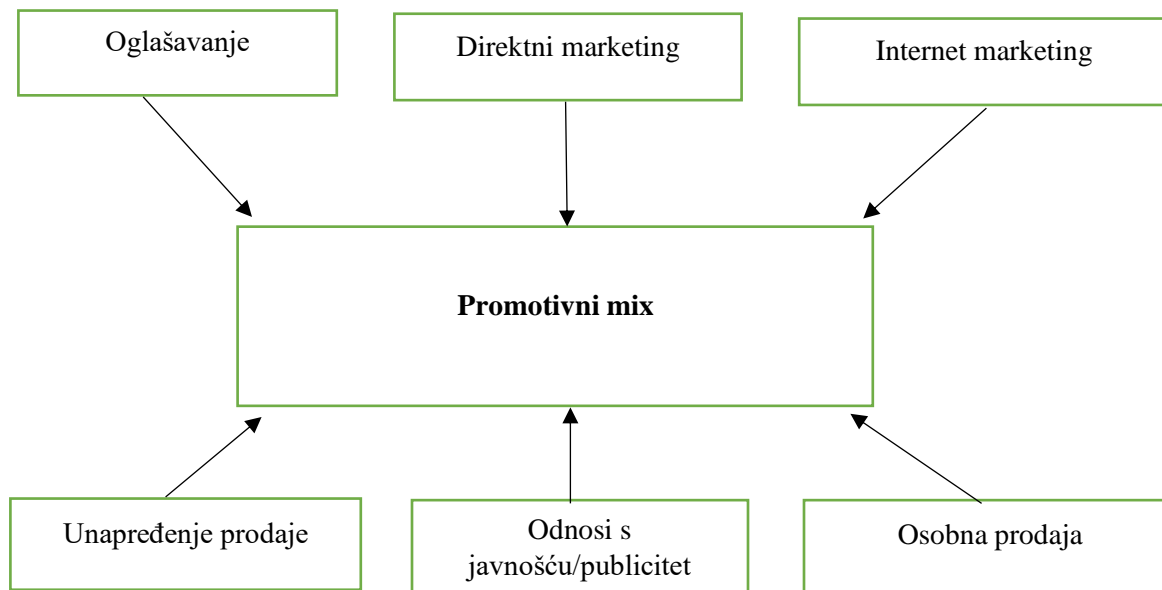 Oglašavanje
Direktni marketing
Internet marketing
Promotivni mix
Unapređenje prodaje
Odnosi s
javnošću/publicitet
Osobna prodaja